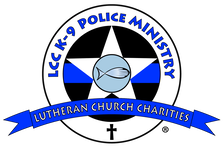 LCC K-9 POLICE MINISTRY
LUTHERAN CHURCH CHARITIES
®